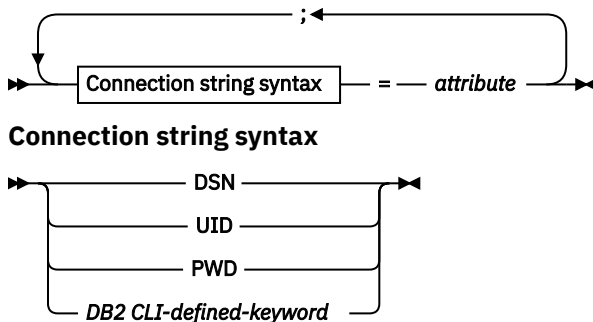 ;
Connection string syntax = attribute
Connection string syntax
DSN
UID
PWD
DB2 CLI-defined-keyword